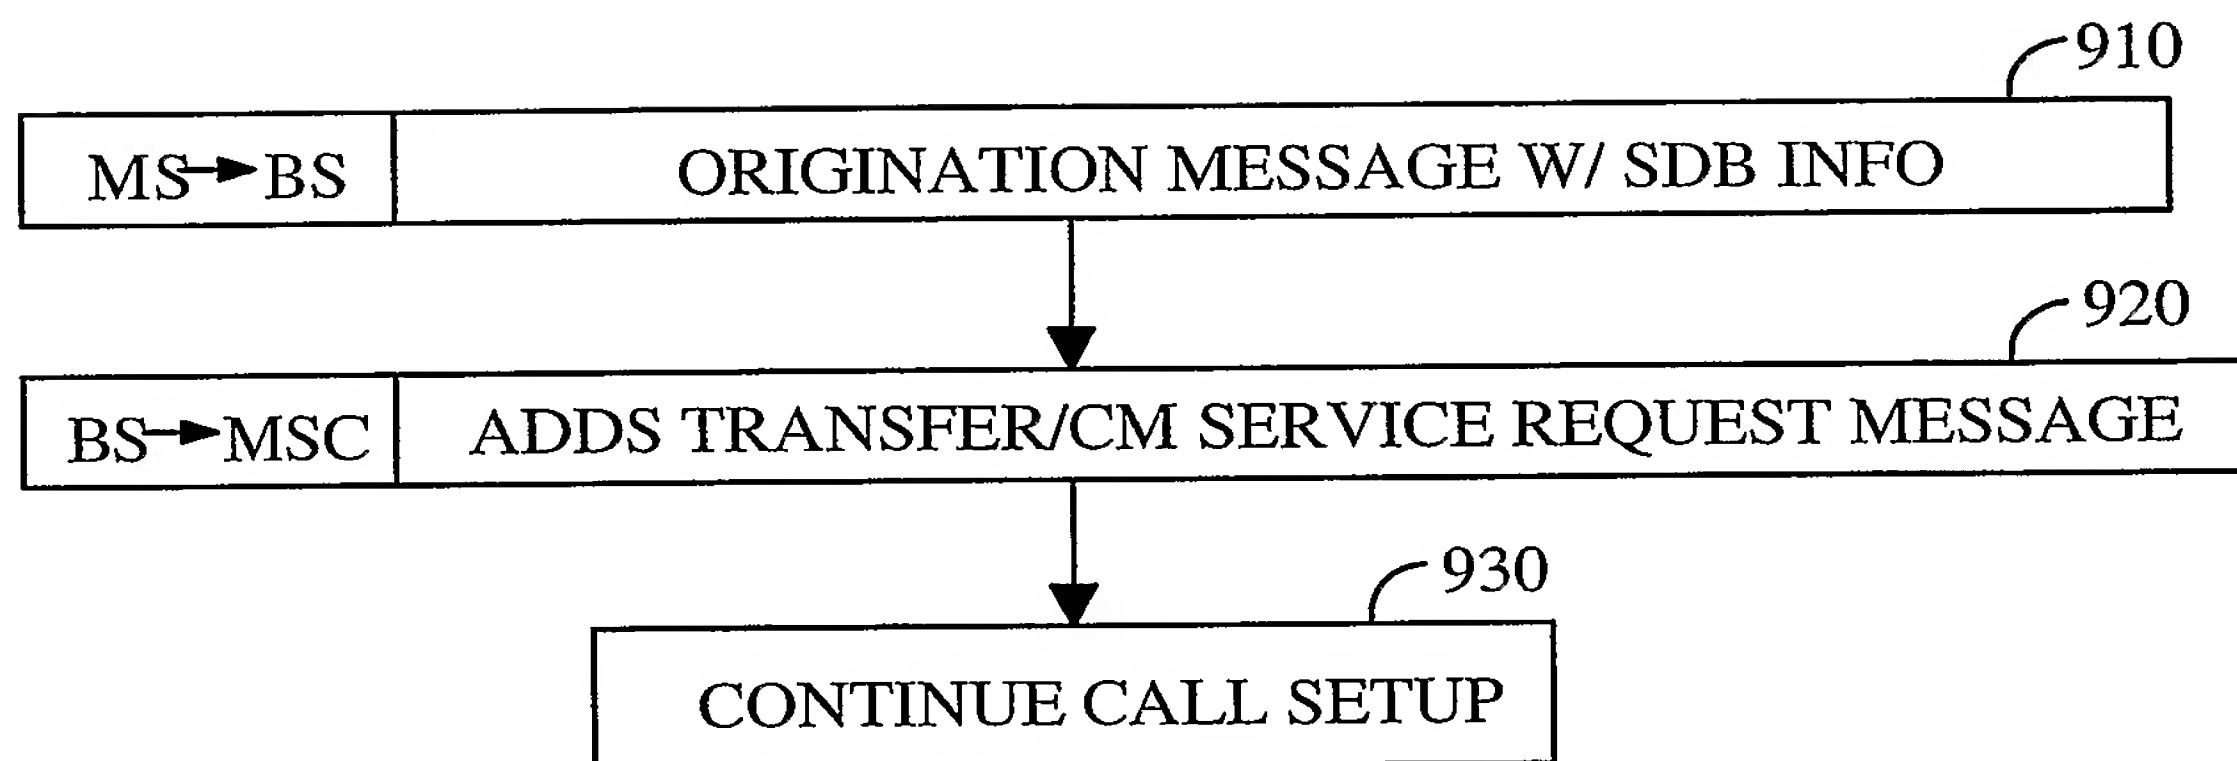 910
MS→BS ORIGINATION MESSAGE W/ SDB INFO
920
BS→MSC ADDS TRANSFER/CM SERVICE REQUEST MESSAGE
930
CONTINUE CALL SETUP